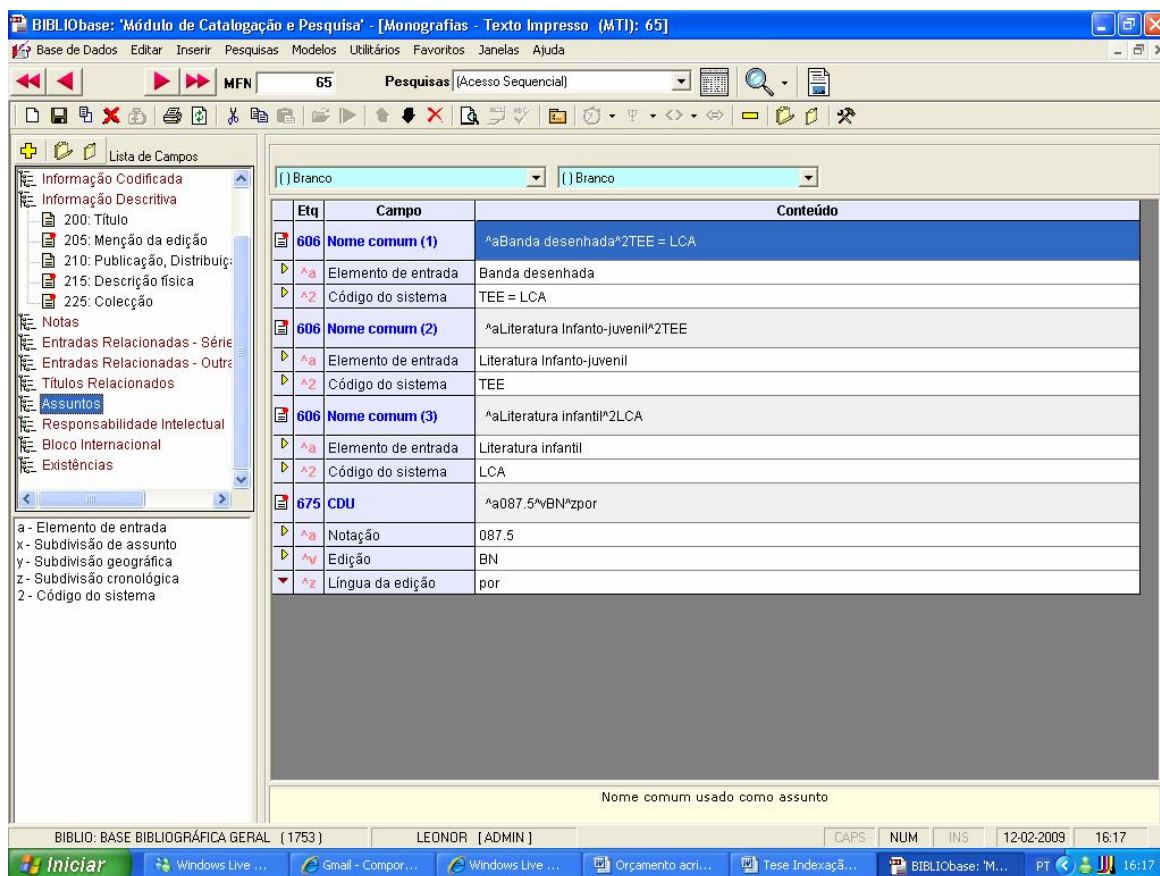 BIBLIObase: 'Módulo de Catalogação e Pesquisa' - [Monografias - Texto Impresso (MTI): 65]
Base de Dados Editar Inserir Pesquisas Modelos Utilitários Favoritos Janelas Ajuda
MFN 65 Pesquisas (Acesso Sequencial)
Lista de Campos
Informação Codificada
Informação Descritiva
200: Título
205: Menção da edição
210: Publicação, Distribuiç
215: Descrição física
225: Colecção
Notas
Entradas Relacionadas - Série
Entradas Relacionadas - Outra
Títulos Relacionados
Assuntos
Responsabilidade Intelectual
Bloco Internacional
Existências
a - Elemento de entrada
x - Subdivisão de assunto
y - Subdivisão geográfica
z - Subdivisão cronológica
2 - Código do sistema
( ) Branco ( ) Branco
Etq Campo Conteúdo
606 Nome comum (1) ^aBanda desenhada^2TEE = LCA
^a Elemento de entrada Banda desenhada
^2 Código do sistema TEE = LCA
606 Nome comum (2) ^aLiteratura Infanto-juvenil^2TEE
^a Elemento de entrada Literatura Infanto-juvenil
^2 Código do sistema TEE
606 Nome comum (3) ^aLiteratura infantil^2LCA
^a Elemento de entrada Literatura infantil
^2 Código do sistema LCA
675 CDU ^a087.5^vBN^zpor
^a Notação 087.5
^v Edição BN
^z Língua da edição por
Nome comum usado como assunto
BIBLIO: BASE BIBLIOGRÁFICA GERAL (1753) LEONOR [ADMIN] CAPS NUM INS 12-02-2009 16:17
Iniciar Windows Live ... Gmail - Compor... Windows Live ... Orçamento acri... Tese Indexaçã... BIBLIObase: 'M... PT 16:17